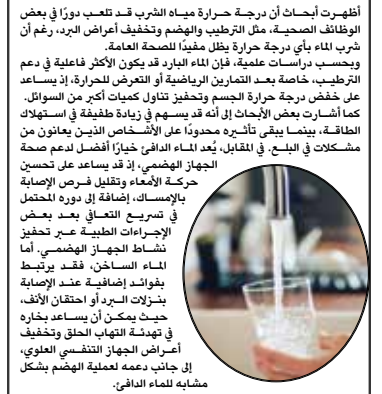 أظهرت أبحاث أن درجة حرارة مياه الشرب قد تلعب دورًا في بعض
الوظائف الصحية، مثل الترطيب والهضم وتخفيف أعراض البرد، رغم أن
شرب الماء بأي درجة حرارة يظل مفيدًا للصحة العامة.
وبحسب دراسات علمية، فإن الماء البارد قد يكون الأكثر فاعلية في دعم
الترطيب، خاصة بعد التمارين الرياضية أو التعرض للحرارة، إذ يساعد
على خفض درجة حرارة الجسم وتحفيز تناول كميات أكبر من السوائل.
كما أشارت بعض الأبحاث إلى أنه قد يسهم في زيادة طفيفة في استهلاك
الطاقة، بينما يبقى تأثيره محدودًا على الأشخاص الذين يعانون من
مشكلات في البلع. في المقابل، يُعد الماء الدافئ خيارًا أفضل لدعم صحة
الجهاز الهضمي، إذ قد يساعد على تحسين
حركة الأمعاء وتقليل فرص الإصابة
بالإمساك، إضافة إلى دوره المحتمل
في تسريع التعافي بعد بعض
الإجراءات الطبية عبر تحفيز
نشاط الجهاز الهضمي. أما
الماء الساخن، فقد يرتبط
بفوائد إضافية عند الإصابة
بنزلات البرد أو احتقان الأنف،
حيث يمكن أن يساعد بخاره
في تهدئة التهاب الحلق وتخفيف
أعراض الجهاز التنفسي العلوي،
إلى جانب دعمه لعملية الهضم بشكل
مشابه للماء الدافئ.